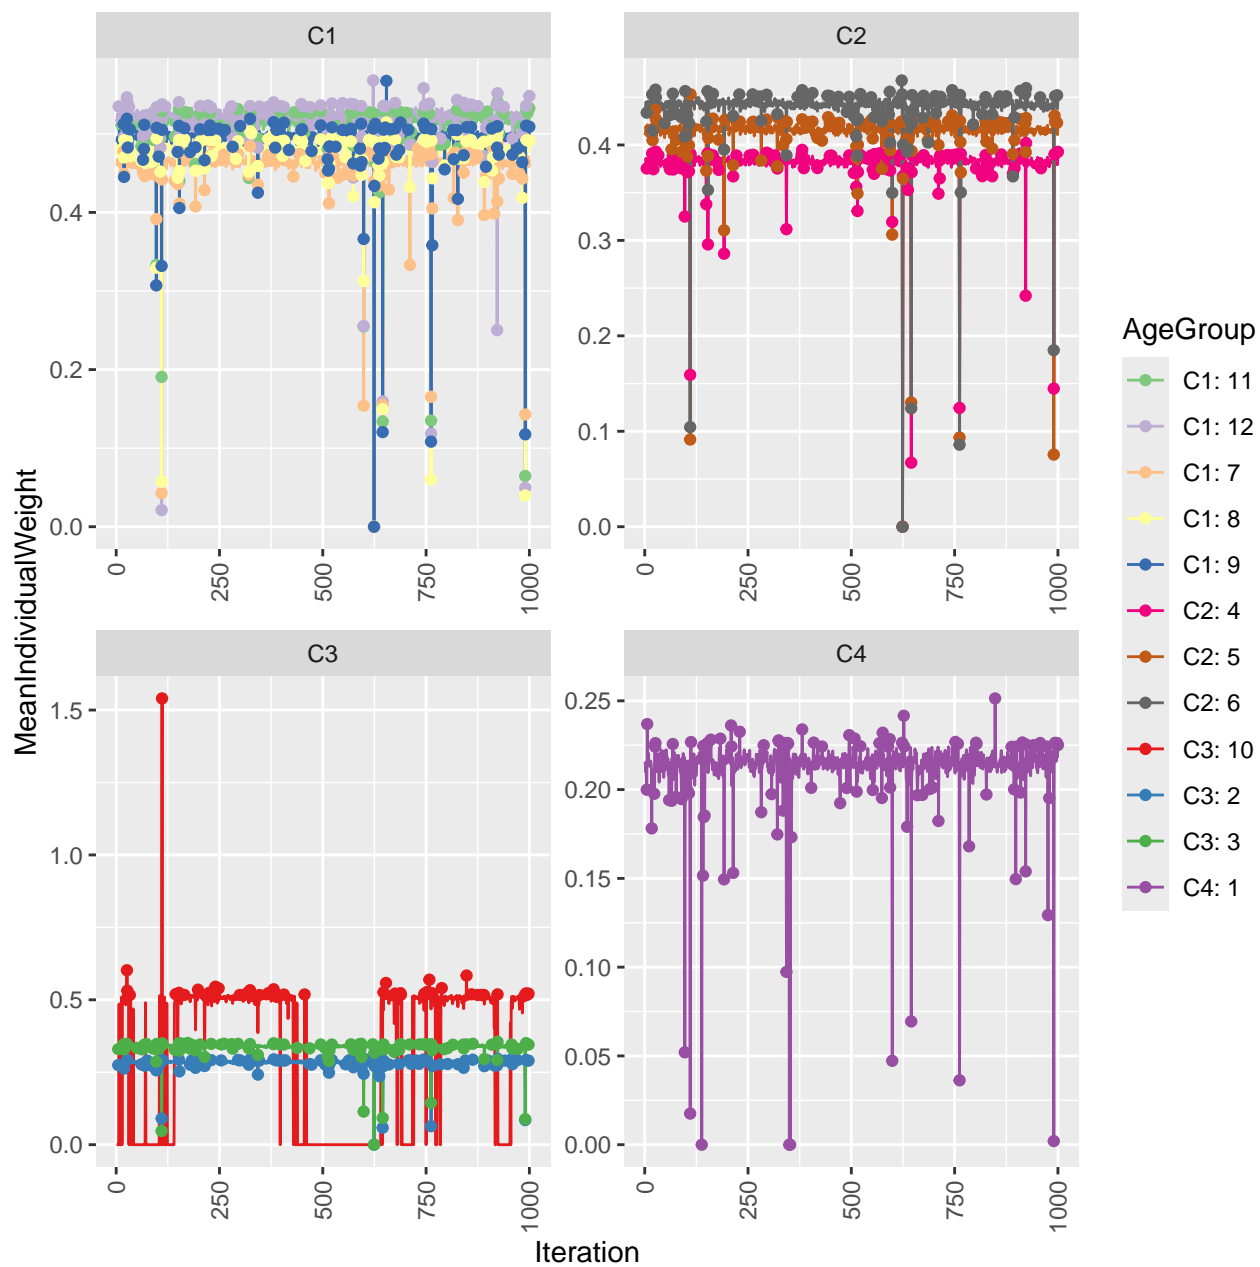 C1
C2
0.4
0.2
0.0
0.4
0.3
0.2
0.1
0.0
0
250
500
750
1000
0
250
500
750
1000
C3
C4
1.5
1.0
0.5
0.0
0.25
0.20
0.15
0.10
0.05
0.00
0
250
500
750
1000
0
250
500
750
1000
MeanIndividualWeight
Iteration
AgeGroup
C1: 11
C1: 12
C1: 7
C1: 8
C1: 9
C2: 4
C2: 5
C2: 6
C3: 10
C3: 2
C3: 3
C4: 1